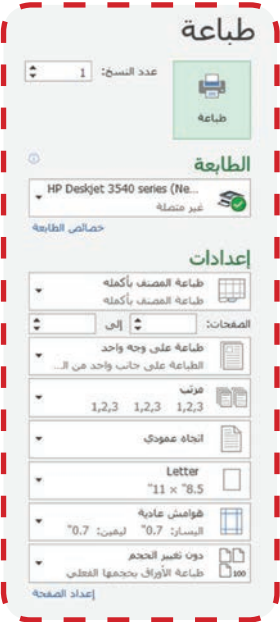 طباعة
عدد النسخ: 1
طباعة
الطابعة
HP Deskjet 3540 series (Ne...
غير متصلة
خصائص الطابعة
إعدادات
طباعة المصنف بأكمله
طباعة المصنف بأكمله
الصفحات: إلى
طباعة على وجه واحد
الطباعة على جانب واحد من الـ...
مرتب
1,2,3 1,2,3 1,2,3
اتجاه عمودي
Letter
8.5" × 11"
هوامش عادية
اليسار: 0.7" ليمين: 0.7"
دون تغيير الحجم
طباعة الأوراق بحجمها الفعلي
100
إعداد الصفحة